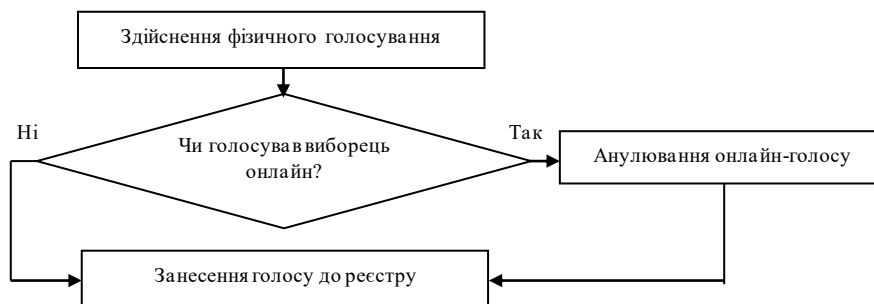 Здійснення фізичного голосування
Ні
Так
Чи голосував виборець
онлайн?
Анулювання онлайн-голосу
Занесення голосу до реєстру